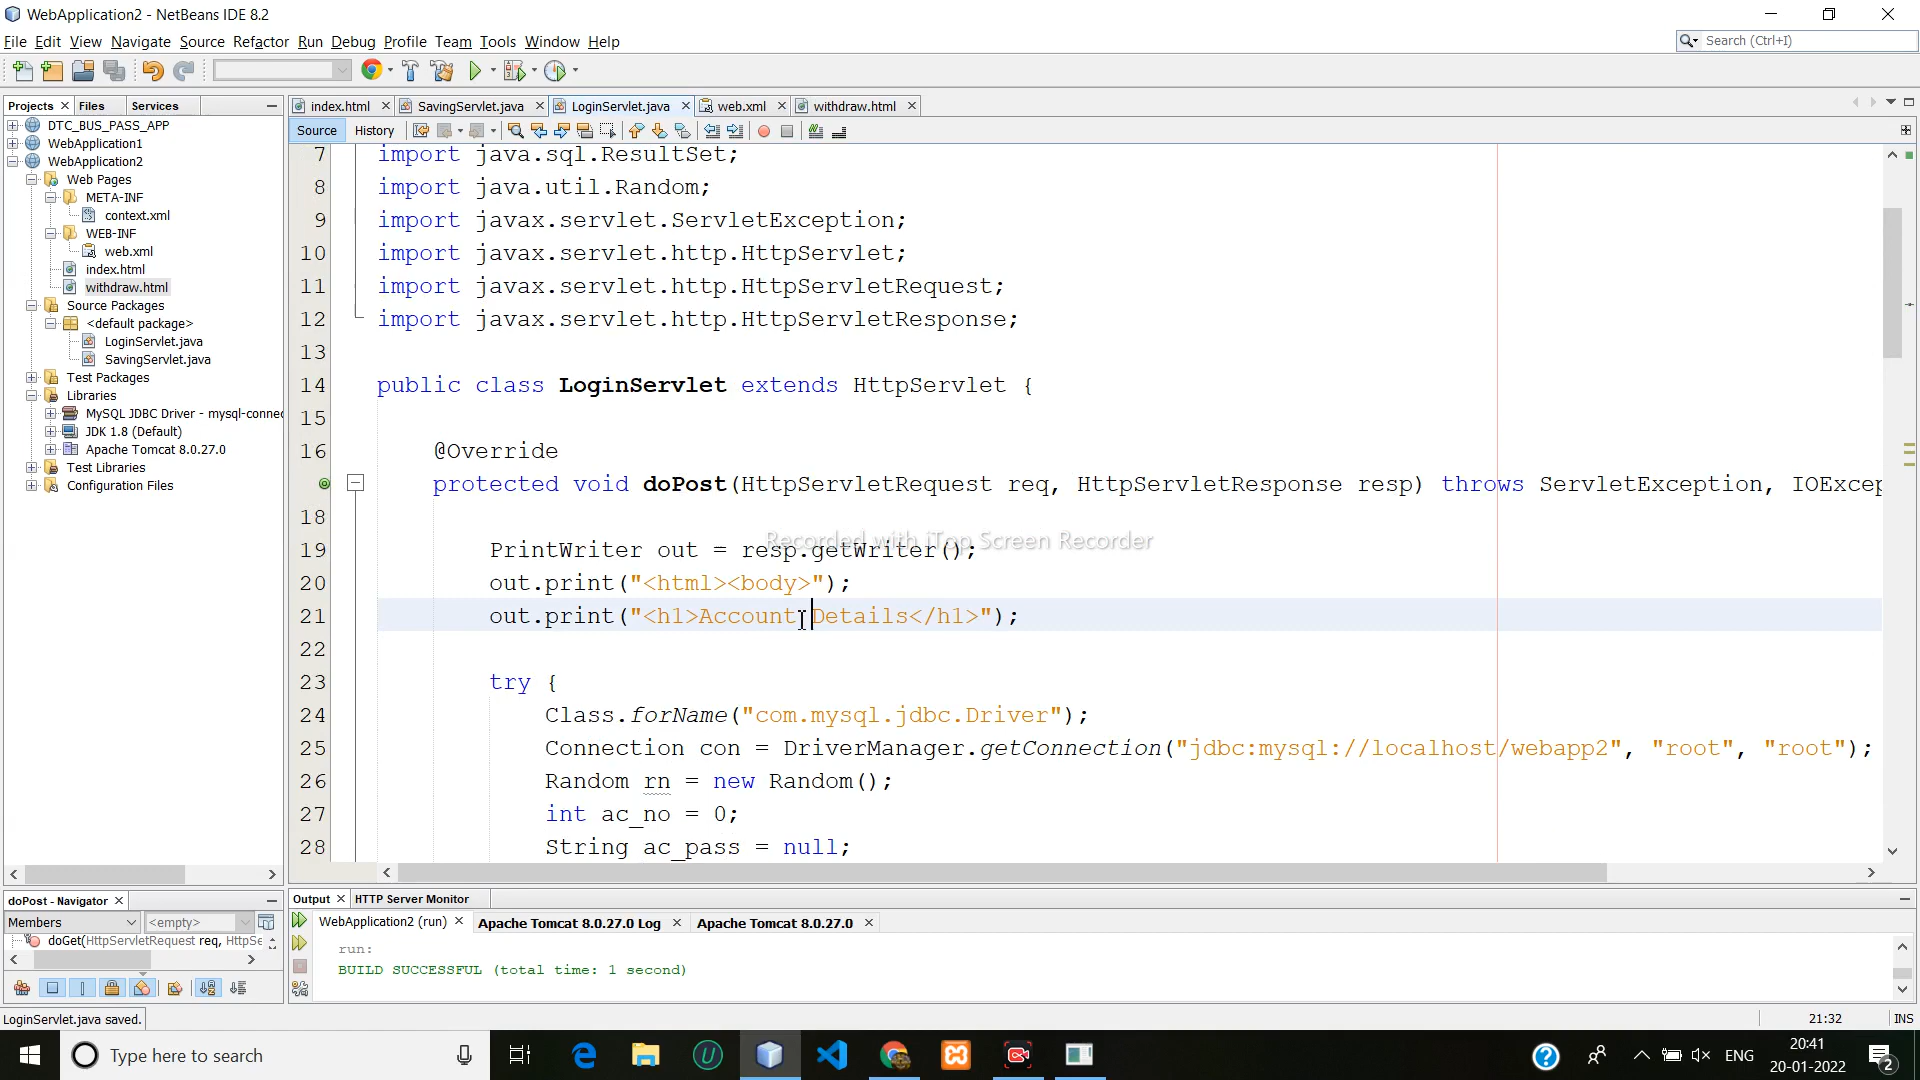 WebApplication2 - NetBeans IDE 8.2
File Edit View Navigate Source Refactor Run Debug Profile Team Tools Window Help
Search (Ctrl+I)
Projects Files Services
index.html SavingServlet.java LoginServlet.java web.xml withdraw.html
Source History
DTC_BUS_PASS_APP
WebApplication1
WebApplication2
Web Pages
META-INF
context.xml
WEB-INF
web.xml
index.html
withdraw.html
Source Packages
<default package>
LoginServlet.java
SavingServlet.java
Test Packages
Libraries
MySQL JDBC Driver - mysql-connec
JDK 1.8 (Default)
Apache Tomcat 8.0.27.0
Test Libraries
Configuration Files
7 import java.sql.ResultSet;
8 import java.util.Random;
9 import javax.servlet.ServletException;
10 import javax.servlet.http.HttpServlet;
11 import javax.servlet.http.HttpServletRequest;
12 import javax.servlet.http.HttpServletResponse;
13
14 public class LoginServlet extends HttpServlet {
15
16 @Override
protected void doPost(HttpServletRequest req, HttpServletResponse resp) throws ServletException, IOExcep
18
Recorded with iTop Screen Recorder
19 PrintWriter out = resp.getWriter();
20 out.print("<html><body>");
21 out.print("<h1>Account Details</h1>");
22
23 try {
24 Class.forName("com.mysql.jdbc.Driver");
25 Connection con = DriverManager.getConnection("jdbc:mysql://localhost/webapp2", "root", "root");
26 Random rn = new Random();
27 int ac_no = 0;
28 String ac_pass = null;
doPost - Navigator
Members <empty>
doGet(HttpServletRequest req, HttpSe
Output HTTP Server Monitor
WebApplication2 (run) Apache Tomcat 8.0.27.0 Log Apache Tomcat 8.0.27.0
run:
BUILD SUCCESSFUL (total time: 1 second)
LoginServlet.java saved.
21:32 INS
Type here to search
ENG
20:41
20-01-2022
2